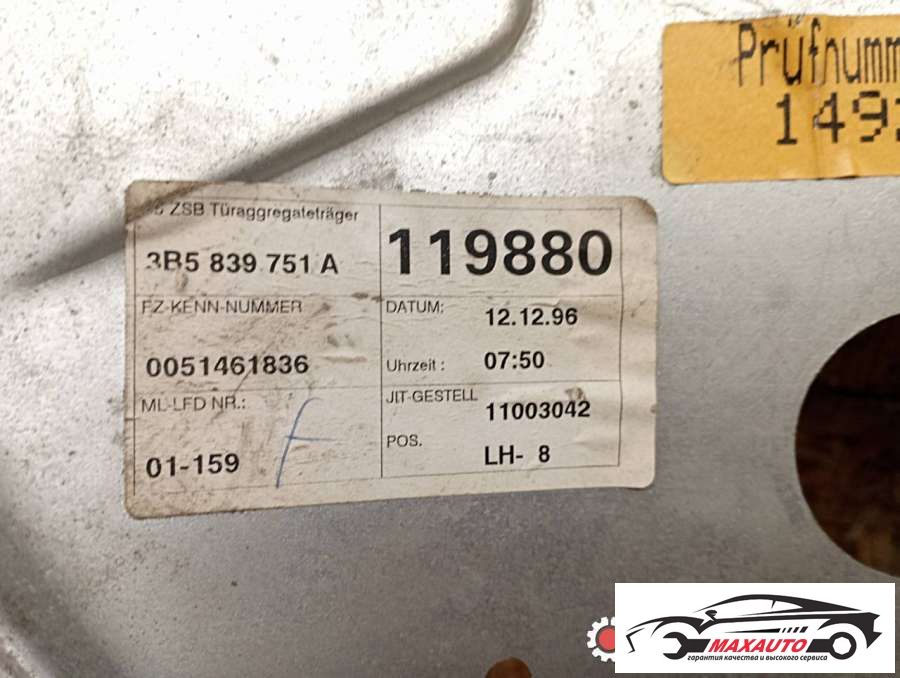 Prüfnumm
149
ZSB Türaggregateträger
3B5 839 751 A
119880
FZ-KENN-NUMMER
0051461836
DATUM:
12.12.96
Uhrzeit :
07:50
ML-LFD NR.:
01-159
JIT-GESTELL
11003042
POS.
LH- 8
MAXAUTO
гарантия качества и высокого сервиса